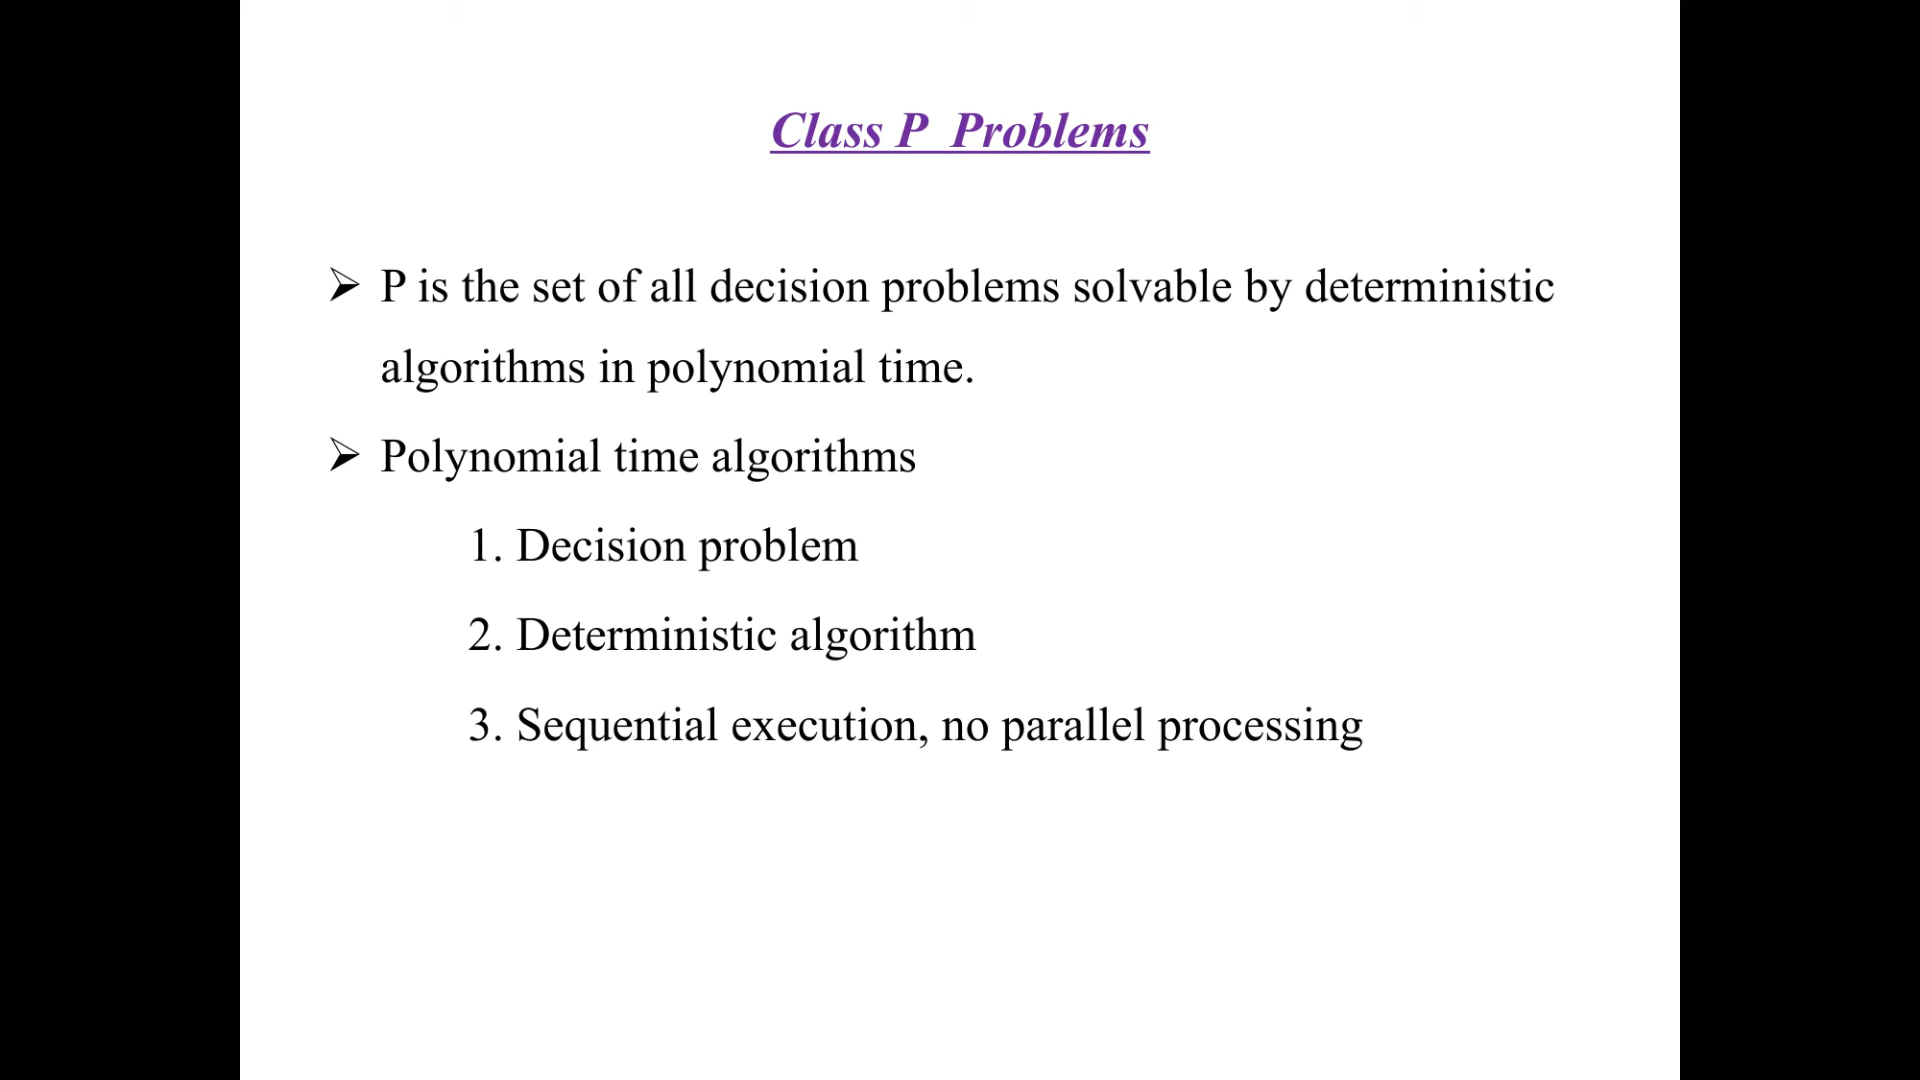 Class P  Problems
➢ P is the set of all decision problems solvable by deterministic
algorithms in polynomial time.
➢ Polynomial time algorithms
1. Decision problem
2. Deterministic algorithm
3. Sequential execution, no parallel processing